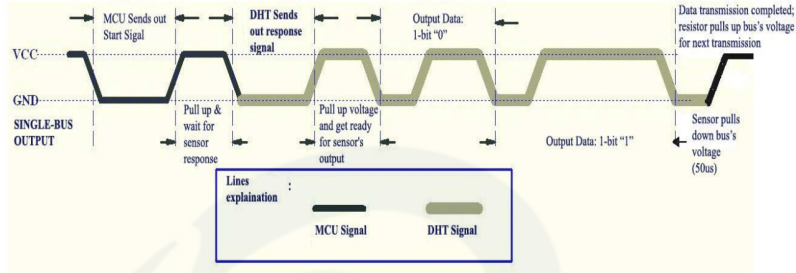 MCU Sends out
Start Sigal
DHT Sends
out response
signal
Output Data:
1-bit “0”
Data transmission completed;
resistor pulls up bus’s voltage
for next transmission
VCC
GND
SINGLE-BUS
OUTPUT
Pull up &
wait for
sensor
response
Pull up voltage
and get ready
for sensor’s
output
Output Data: 1-bit “1”
Sensor pulls
down bus’s
voltage
(50us)
Lines :
explaination
MCU Signal
DHT Signal